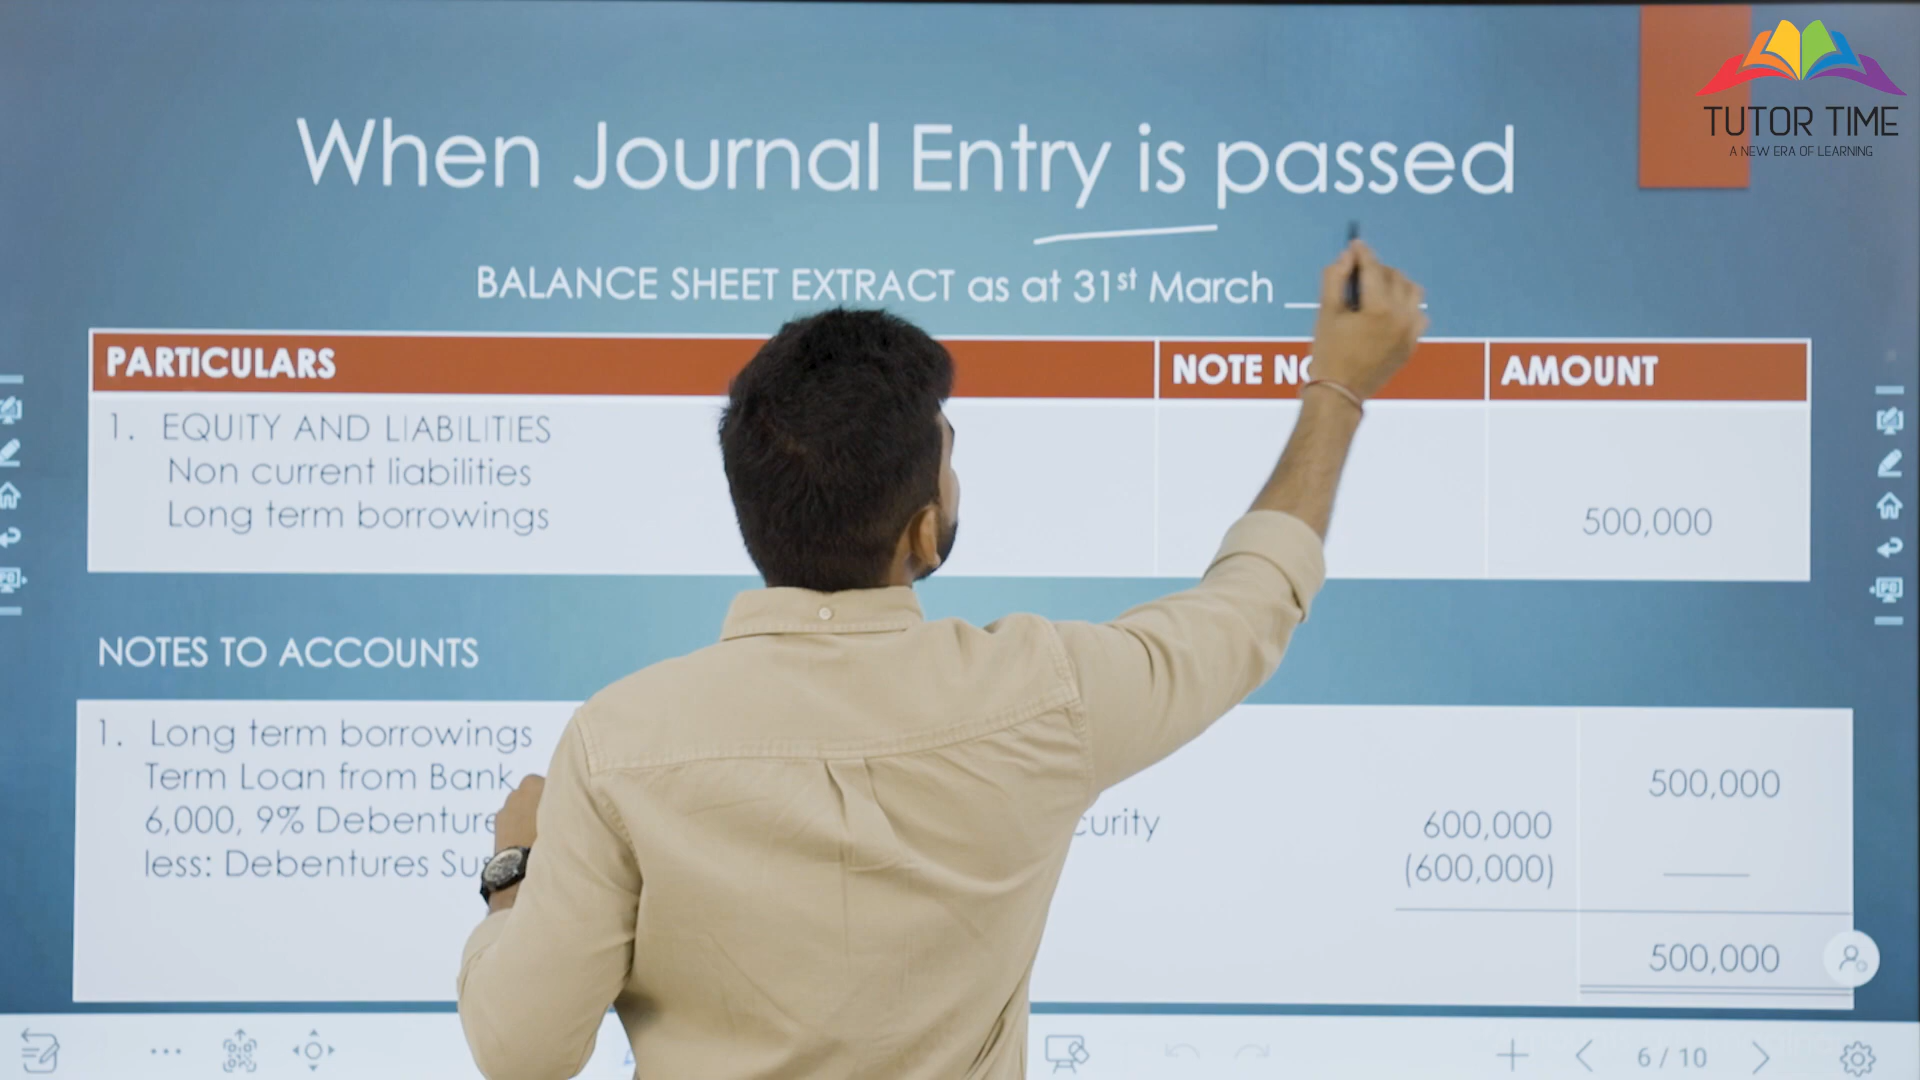 TUTOR TIME
A NEW ERA OF LEARNING
When Journal Entry is passed
BALANCE SHEET EXTRACT as at 31st March
PARTICULARS
NOTE
AMOUNT
1. EQUITY AND LIABILITIES
Non current liabilities
Long term borrowings
500,000
NOTES TO ACCOUNTS
1. Long term borrowings
Term Loan from Bank
500,000
6,000, 9%
600,000
less: Debentures
(600,000)
500,000
6 / 10